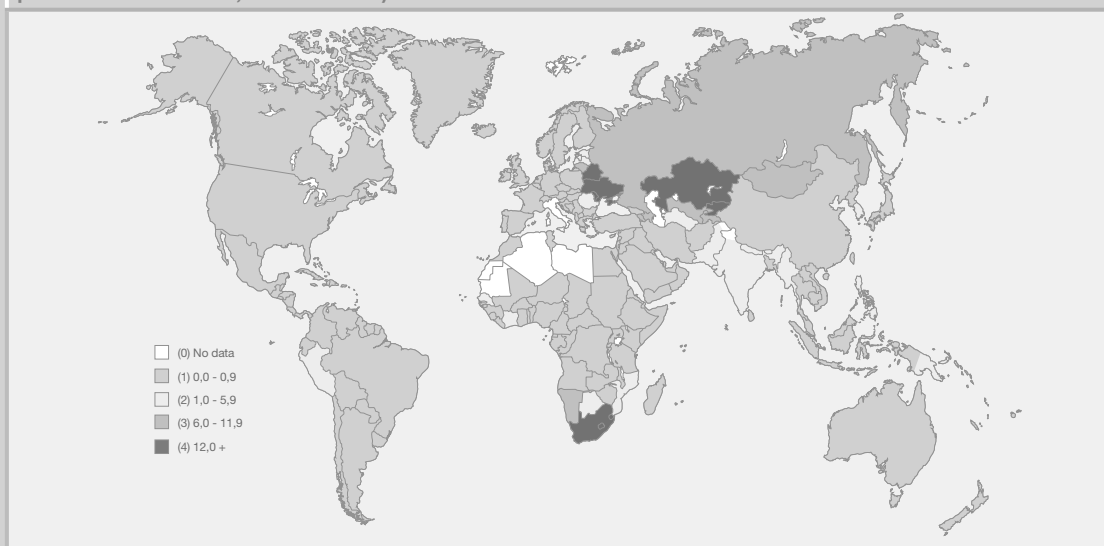 (0) No data
(1) 0,0 - 0,9
(2) 1,0 - 5,9
(3) 6,0 - 11,9
(4) 12,0 +